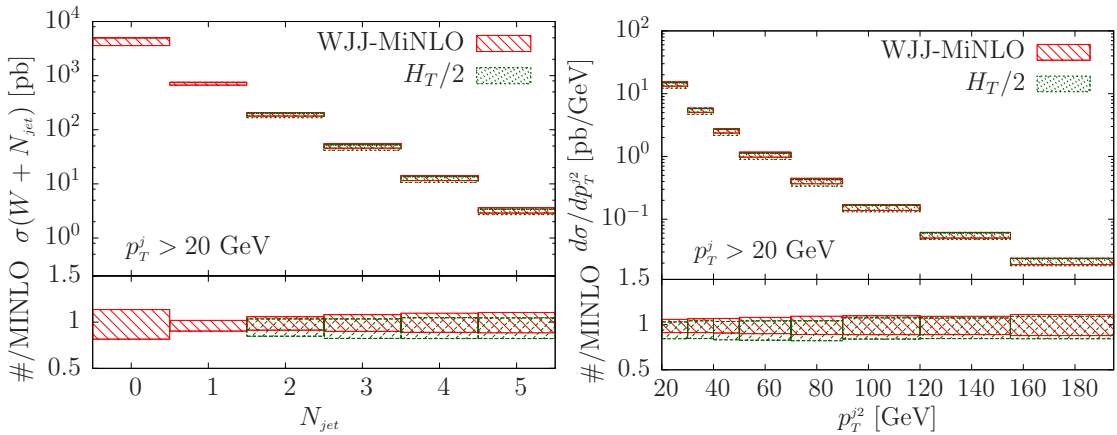 σ(W + N_jet) [pb]
10^4
10^3
10^2
10^1
10^0
WJJ-MiNLO
H_T/2
p_T^j > 20 GeV
#/MINLO
1.5
1
0.5
0 1 2 3 4 5
N_jet
dσ/dp_T^{j2} [pb/GeV]
10^2
10^1
10^0
10^{-1}
WJJ-MiNLO
H_T/2
p_T^j > 20 GeV
#/MINLO
1.5
1
0.5
20 40 60 80 100 120 140 160 180
p_T^{j2} [GeV]